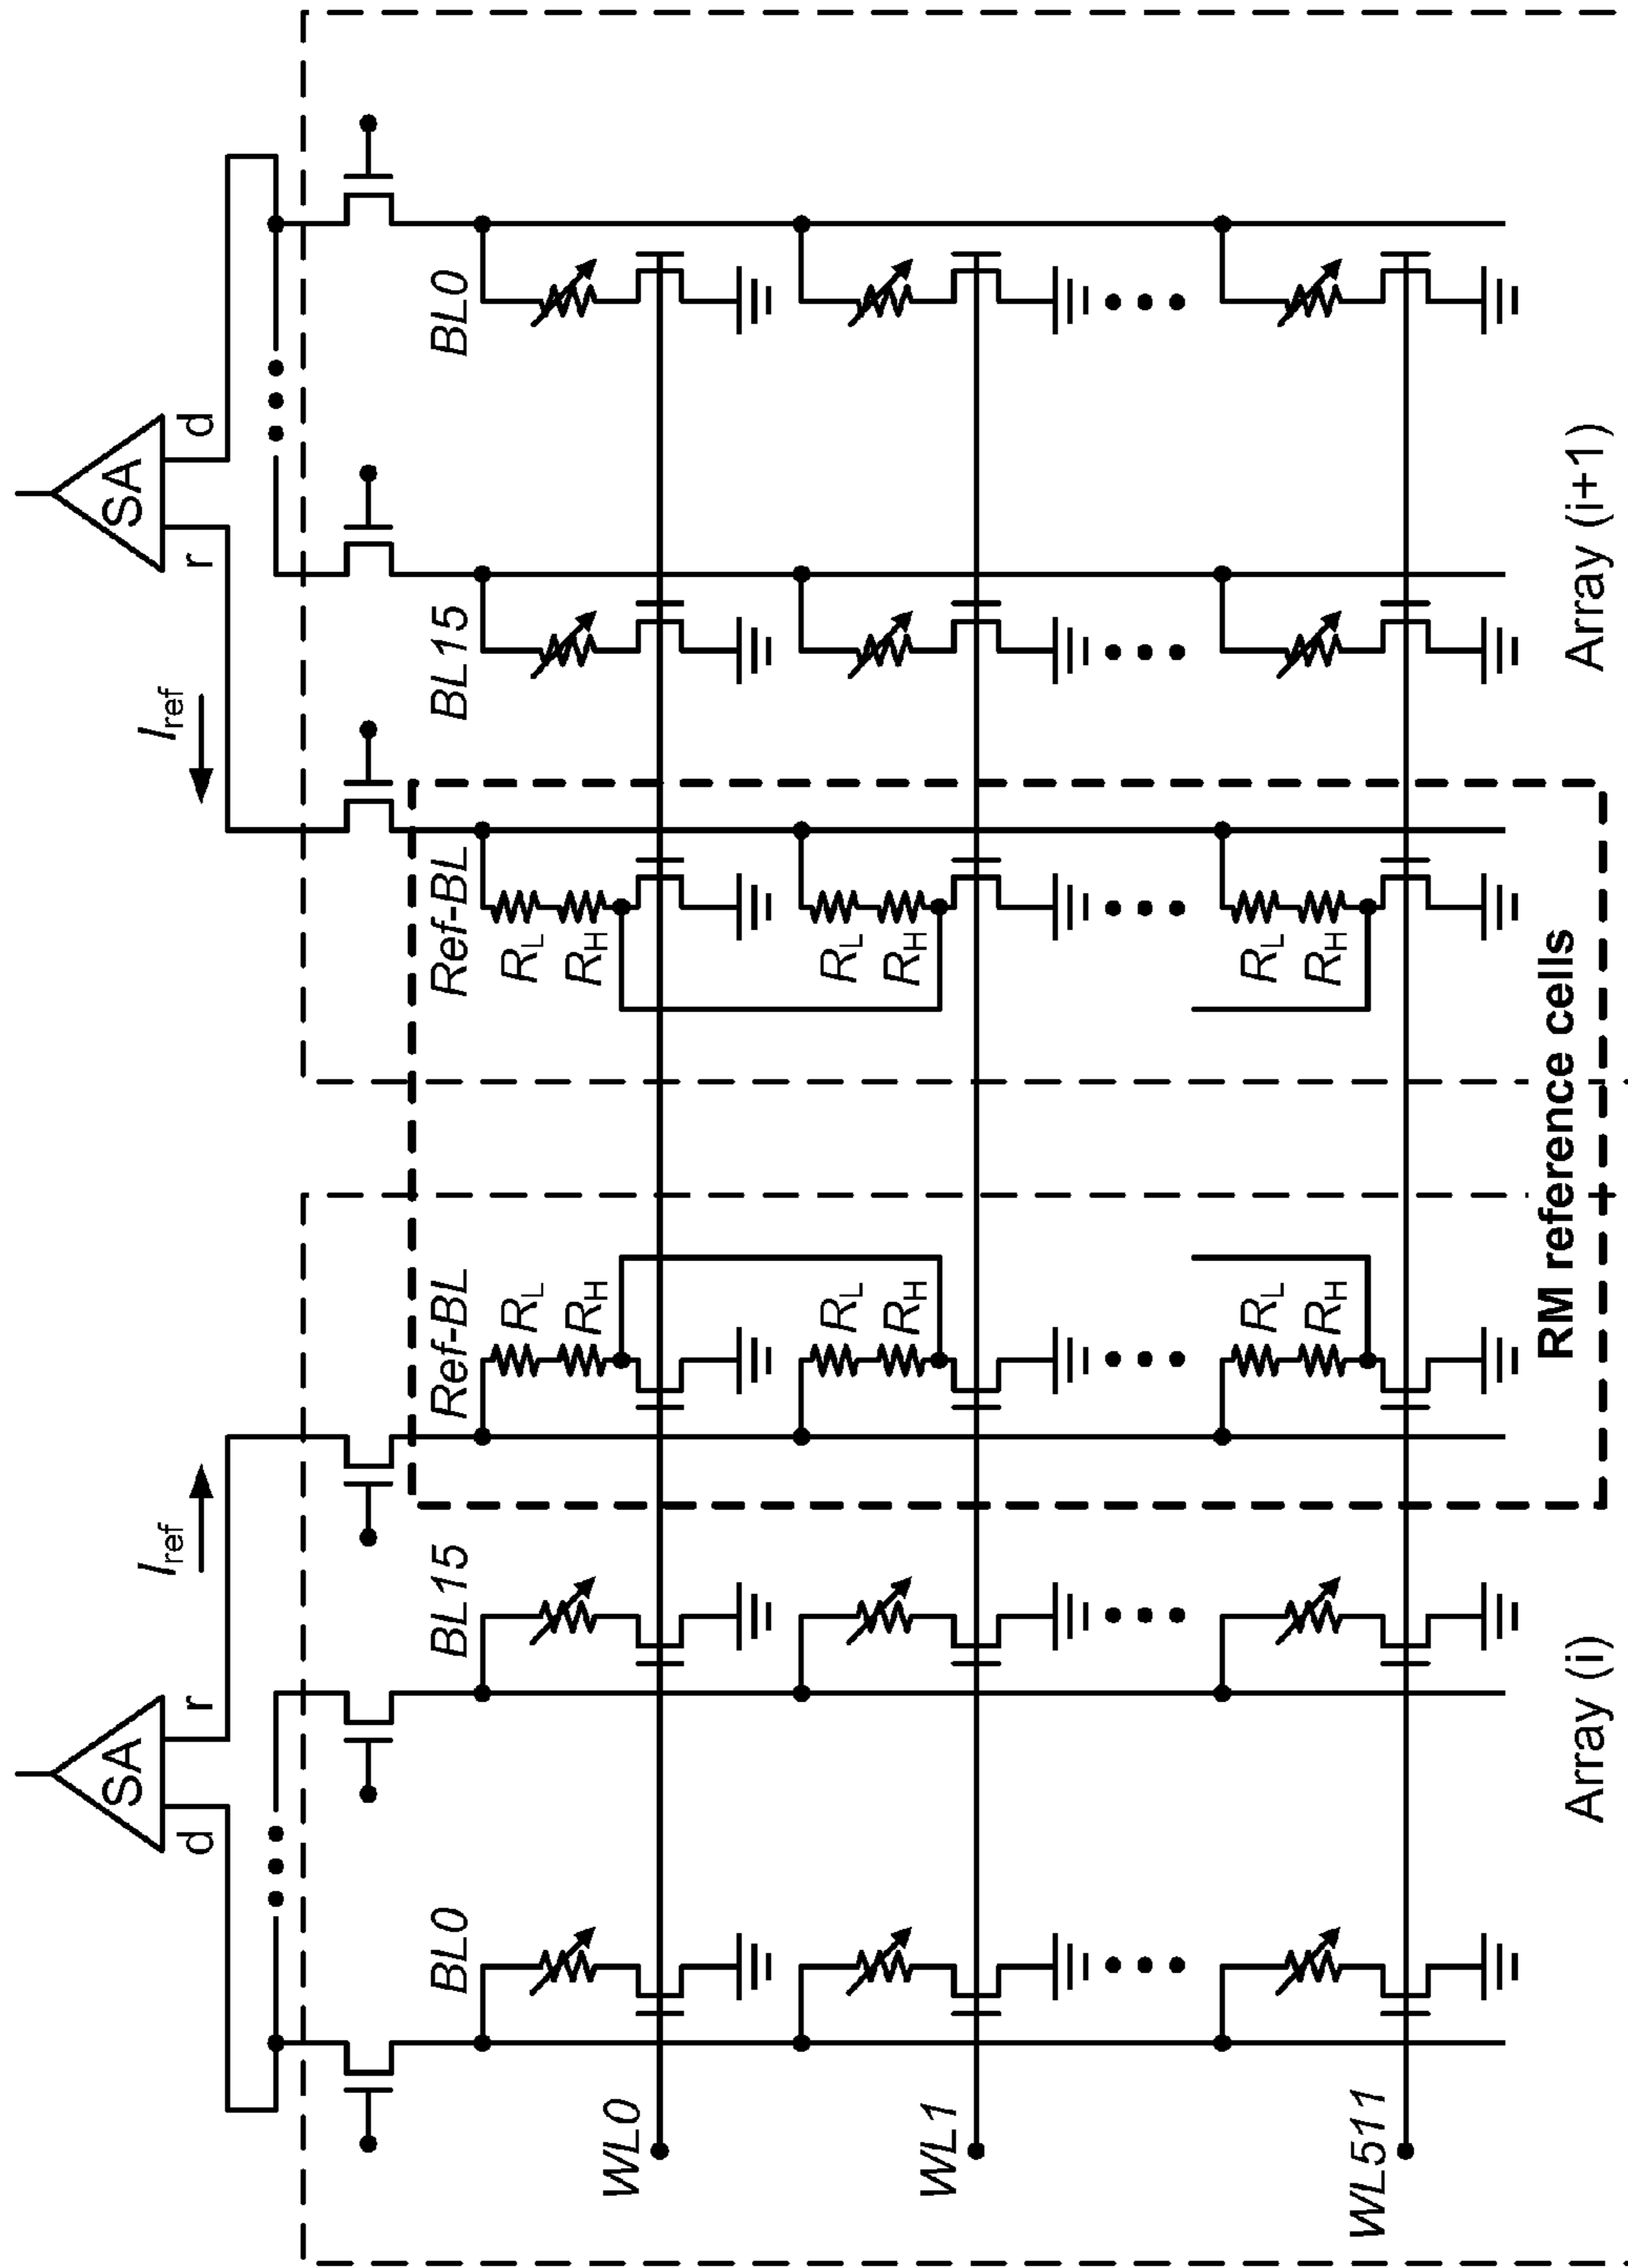 SA
SA
d
r
r
d
Iref
Iref
BL0
BL15
Ref-BL
Ref-BL
BL15
BL0
RL
RL
RH
RH
WL0
RL
RL
RH
RH
WL1
RL
RL
RH
RH
WL511
RM reference cells
Array (i)
Array (i+1)